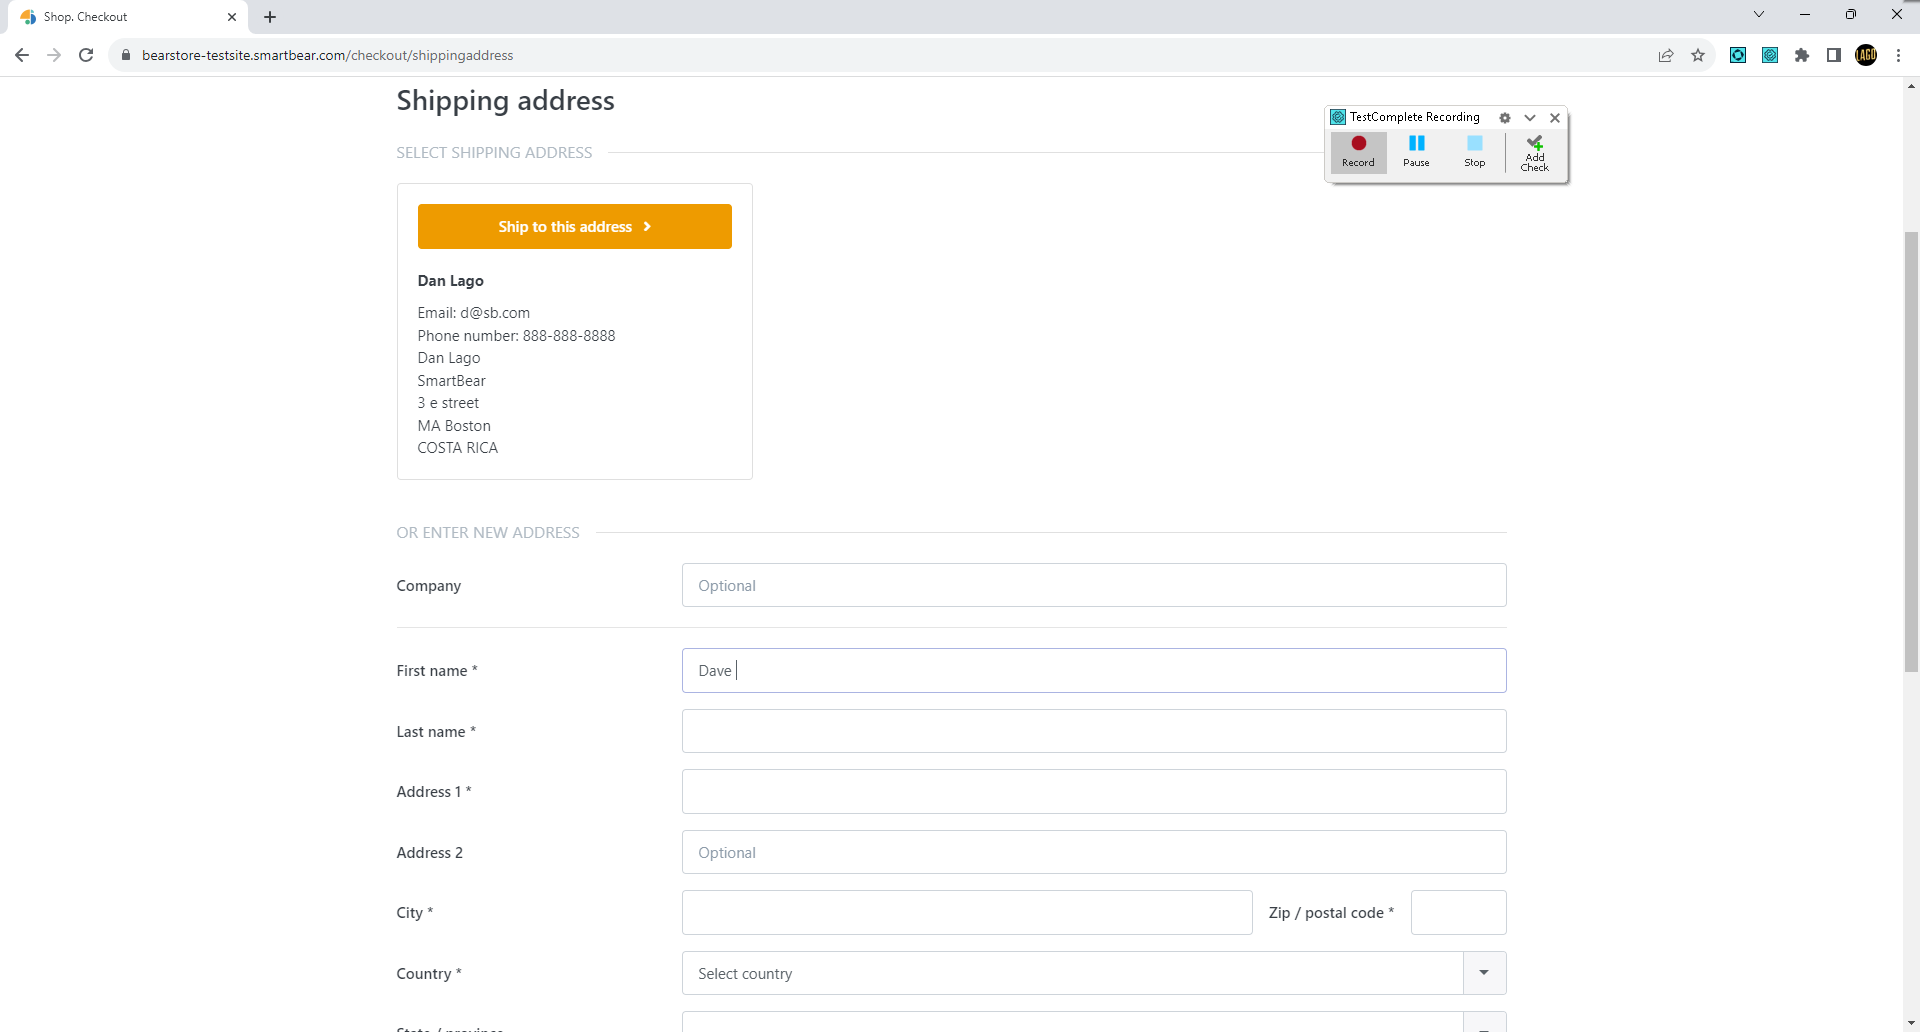 Shop. Checkout
bearstore-testsite.smartbear.com/checkout/shippingaddress
LAGO
Shipping address
TestComplete Recording
Record
Pause
Stop
Add
Check
SELECT SHIPPING ADDRESS
Ship to this address
Dan Lago
Email: d@sb.com
Phone number: 888-888-8888
Dan Lago
SmartBear
3 e street
MA Boston
COSTA RICA
OR ENTER NEW ADDRESS
Company
Optional
First name *
Dave
Last name *
Address 1 *
Address 2
Optional
City *
Zip / postal code *
Country *
Select country
State / province